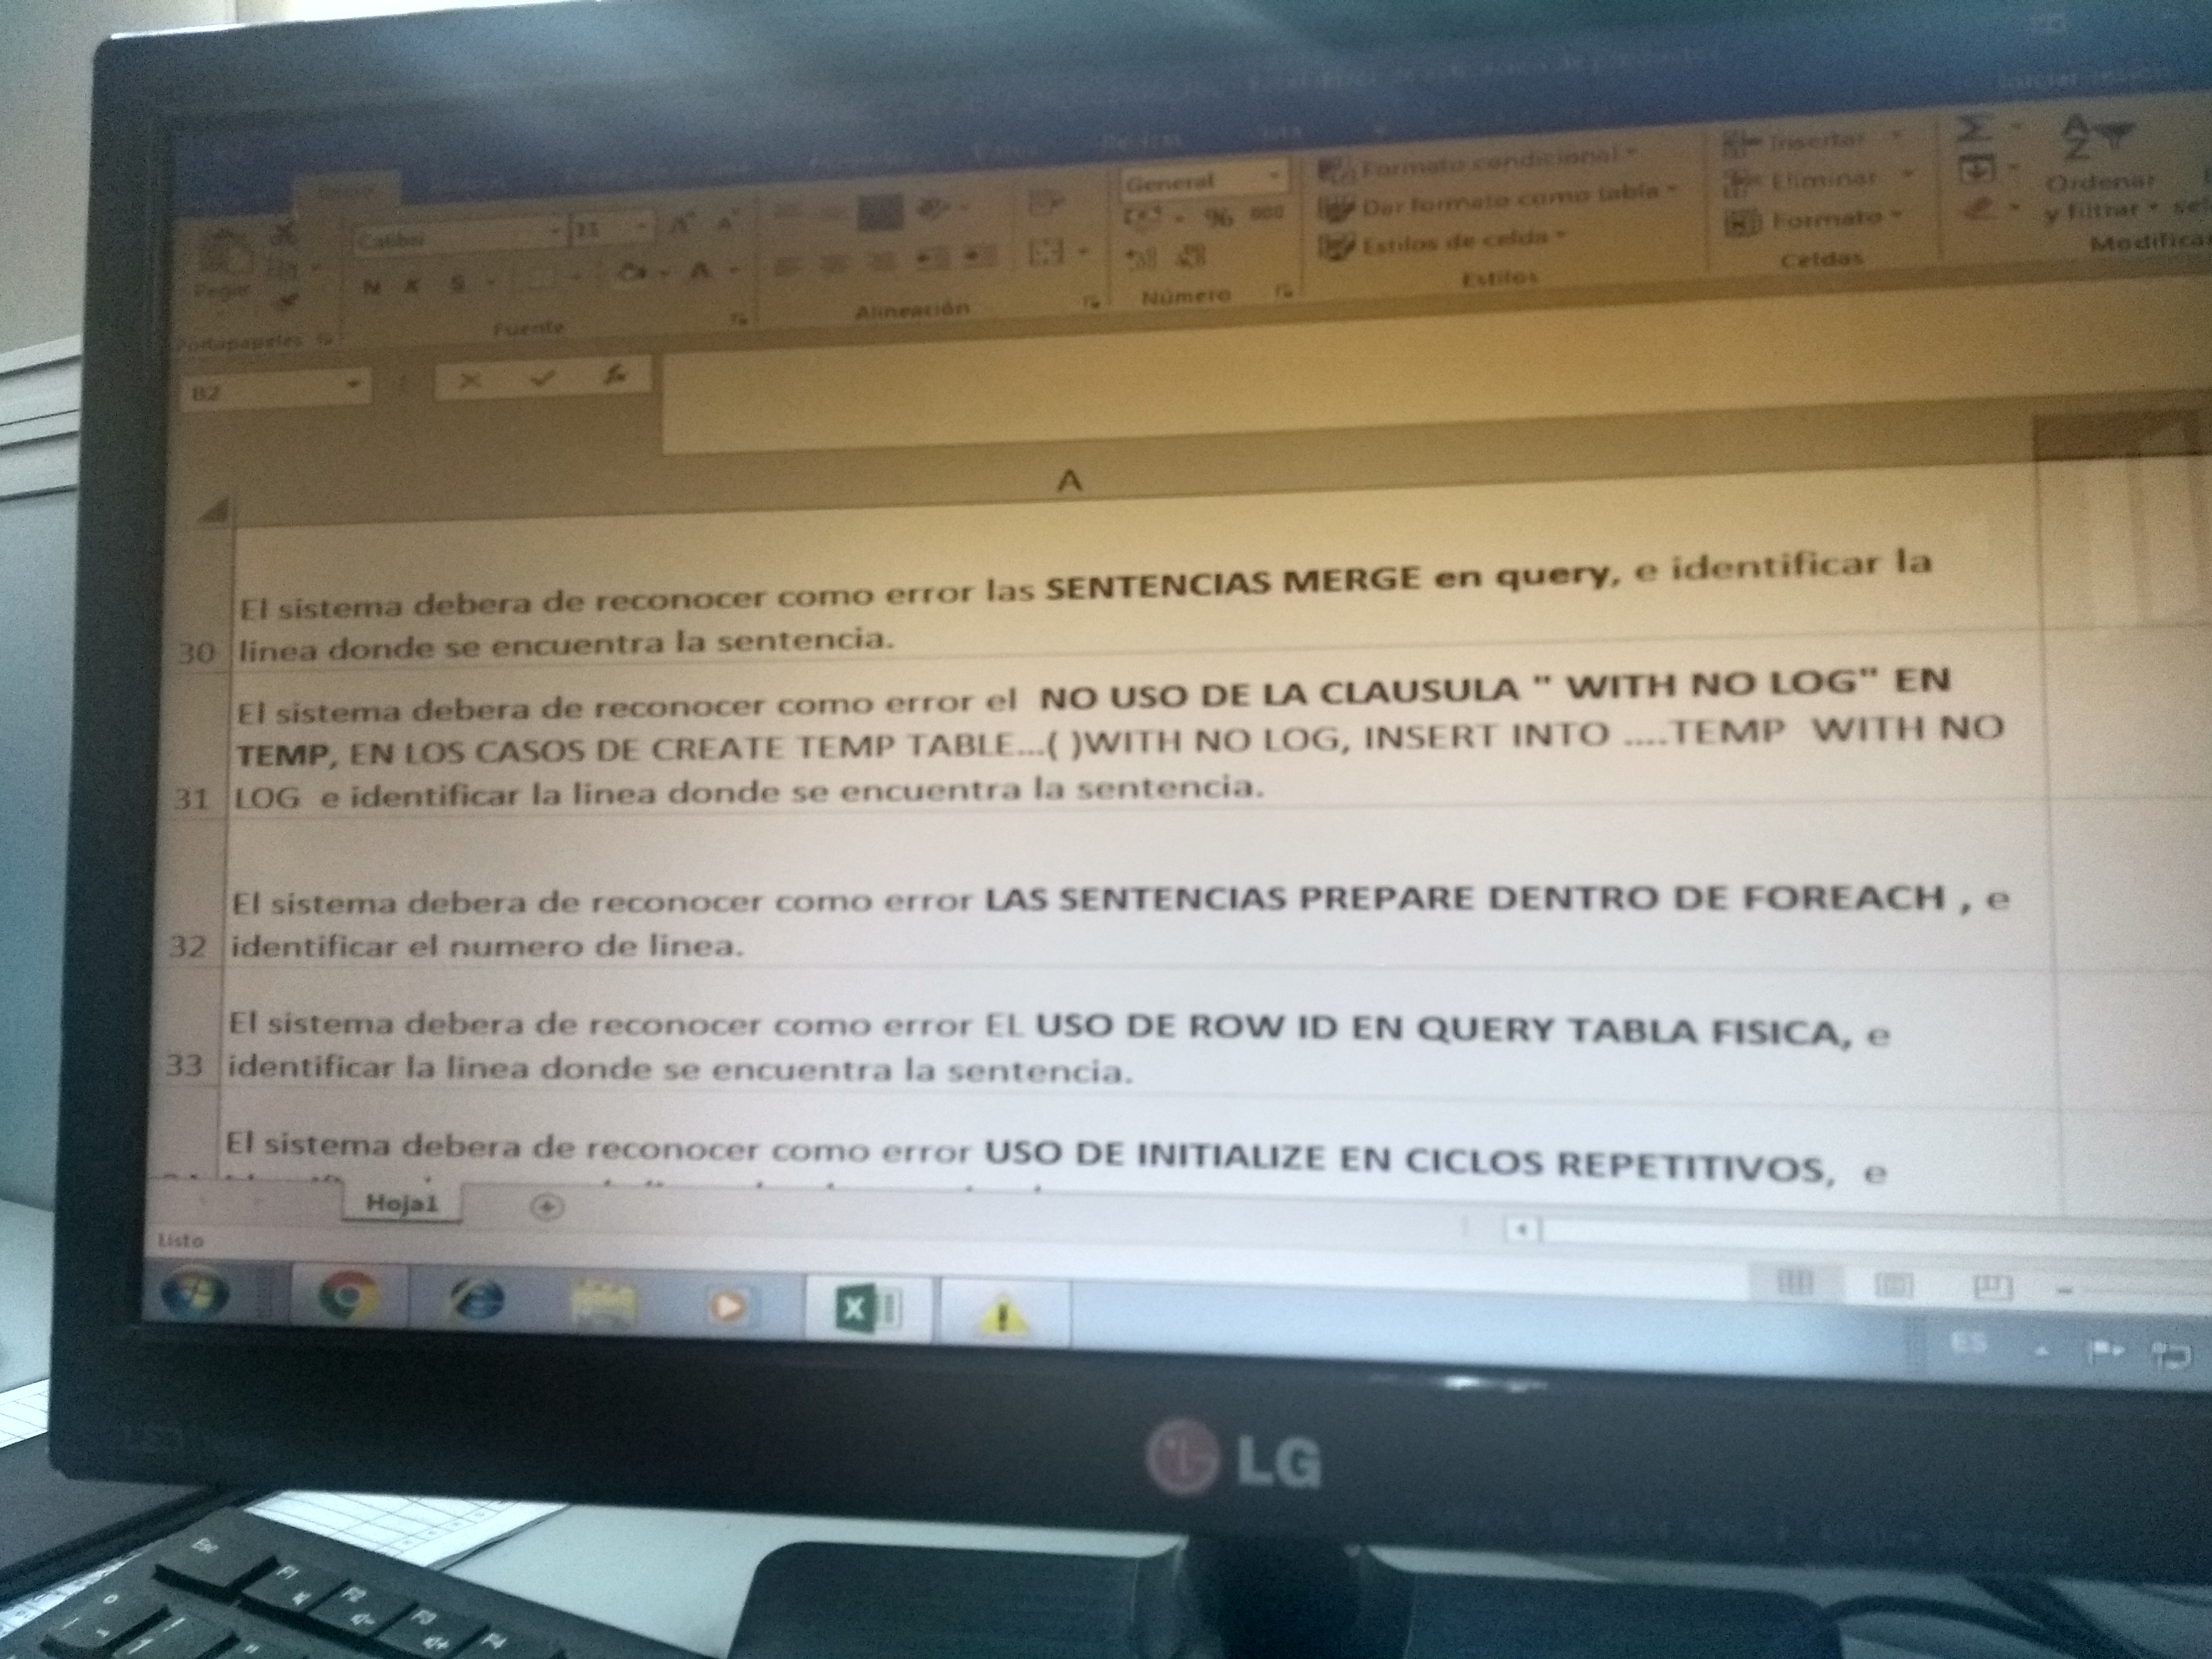 General
Formato condicional
Insertar
Dar formato como tabla
Eliminar
Ordenar
Estilos de celda
Formato
y filtrar
Calibri
11
N K S
A
Pegar
Portapapeles
Fuente
Alineación
Número
Estilos
Celdas
Modificar
B2
A
El sistema debera de reconocer como error las SENTENCIAS MERGE en query, e identificar la
30 linea donde se encuentra la sentencia.
El sistema debera de reconocer como error el NO USO DE LA CLAUSULA " WITH NO LOG" EN
TEMP, EN LOS CASOS DE CREATE TEMP TABLE...( )WITH NO LOG, INSERT INTO ....TEMP WITH NO
31 LOG e identificar la linea donde se encuentra la sentencia.
El sistema debera de reconocer como error LAS SENTENCIAS PREPARE DENTRO DE FOREACH , e
32 identificar el numero de linea.
El sistema debera de reconocer como error EL USO DE ROW ID EN QUERY TABLA FISICA, e
33 identificar la linea donde se encuentra la sentencia.
El sistema debera de reconocer como error USO DE INITIALIZE EN CICLOS REPETITIVOS, e
Hoja1
Listo
ES
LG
Esc
F1
F2
F3
F4